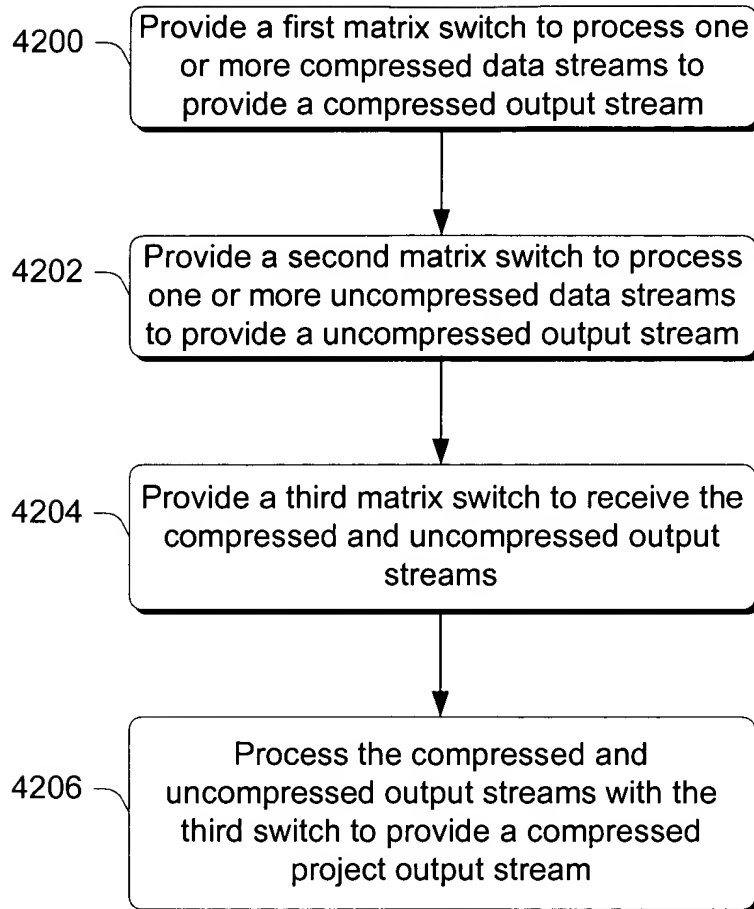 4200
Provide a first matrix switch to process one
or more compressed data streams to
provide a compressed output stream
4202
Provide a second matrix switch to process
one or more uncompressed data streams
to provide a uncompressed output stream
4204
Provide a third matrix switch to receive the
compressed and uncompressed output
streams
4206
Process the compressed and
uncompressed output streams with the
third switch to provide a compressed
project output stream